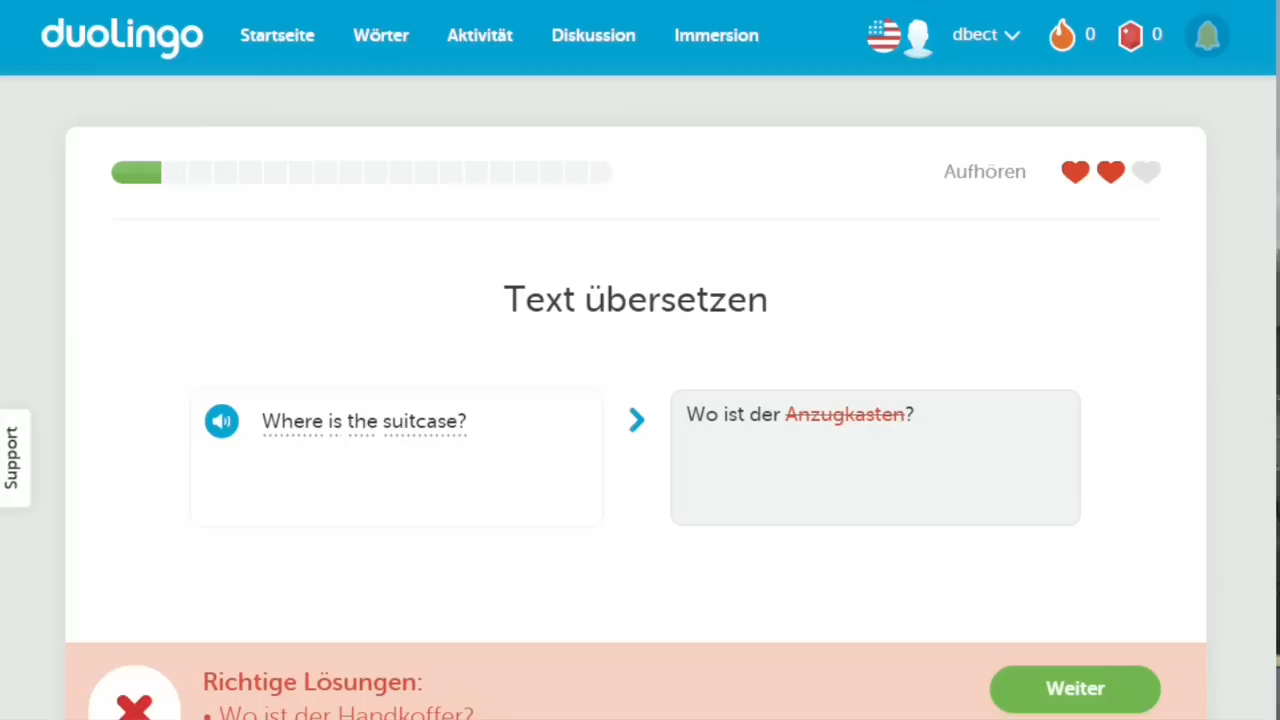 duolingo
Startseite Wörter Aktivität Diskussion Immersion dbect 0 0
Aufhören
Text übersetzen
Where is the suitcase?
Wo ist der Anzugkasten?
Support
Richtige Lösungen:
• Wo ist der Handkoffer?
Weiter